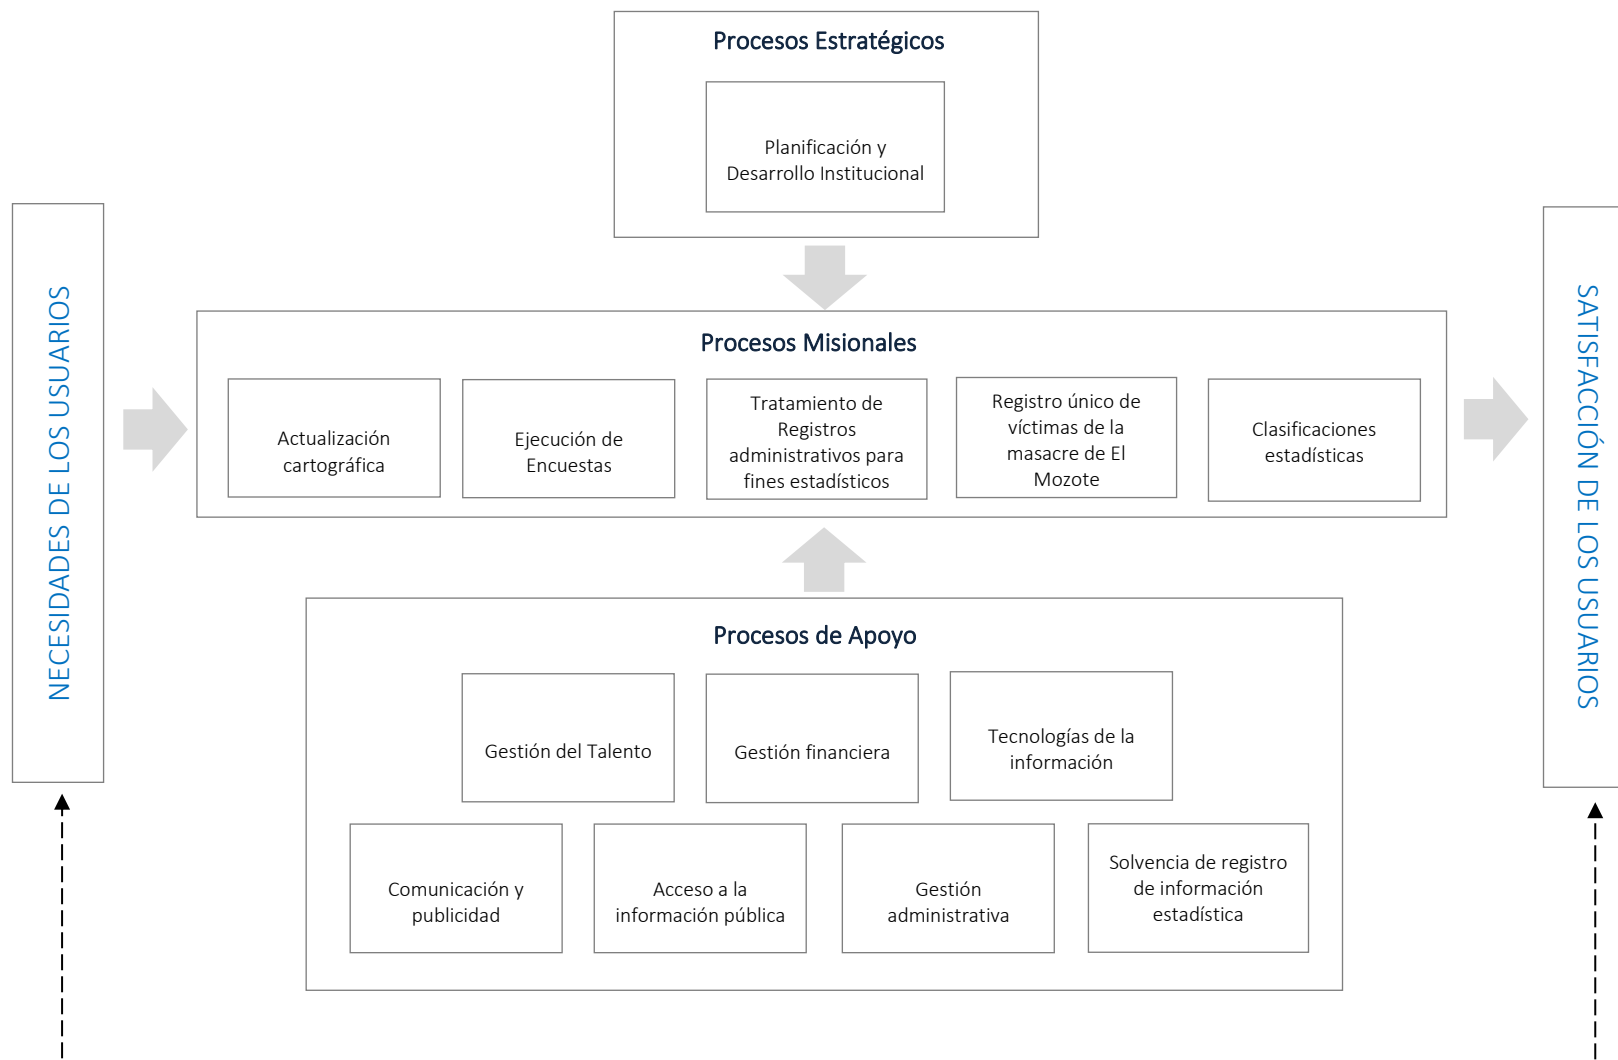 Procesos Estratégicos
Planificación y
Desarrollo Institucional
NECESIDADES DE LOS USUARIOS
Procesos Misionales
Actualización
cartográfica
Ejecución de
Encuestas
Tratamiento de
Registros
administrativos para
fines estadísticos
Registro único de
víctimas de la
masacre de El
Mozote
Clasificaciones
estadísticas
SATISFACCIÓN DE LOS USUARIOS
Procesos de Apoyo
Gestión del Talento
Gestión financiera
Tecnologías de la
información
Comunicación y
publicidad
Acceso a la
información pública
Gestión
administrativa
Solvencia de registro
de información
estadística